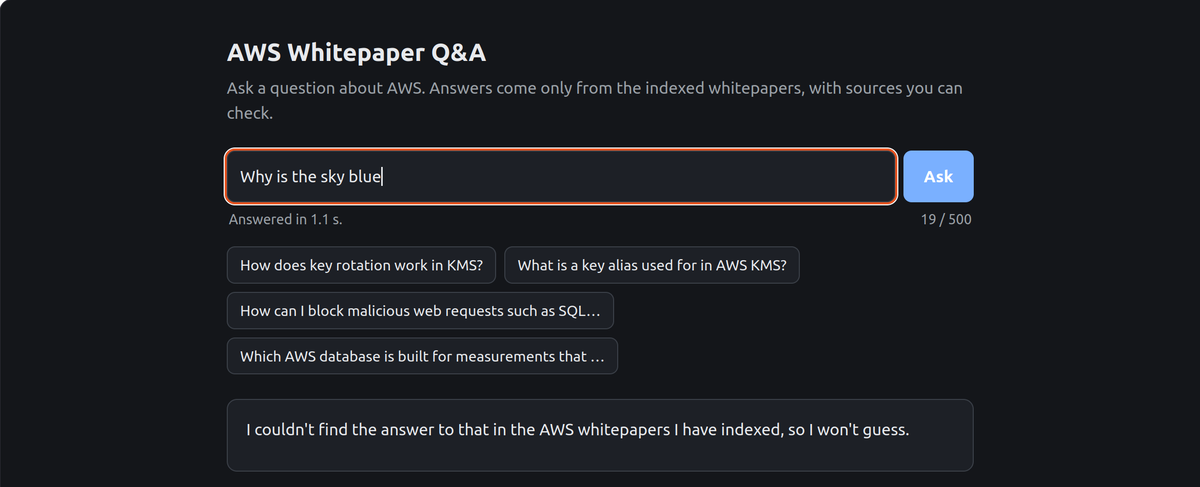 AWS Whitepaper Q&A
Ask a question about AWS. Answers come only from the indexed whitepapers, with sources you can
check.
Why is the sky blue
Ask
Answered in 1.1 s.
19 / 500
How does key rotation work in KMS?
What is a key alias used for in AWS KMS?
How can I block malicious web requests such as SQL…
Which AWS database is built for measurements that …
I couldn't find the answer to that in the AWS whitepapers I have indexed, so I won't guess.